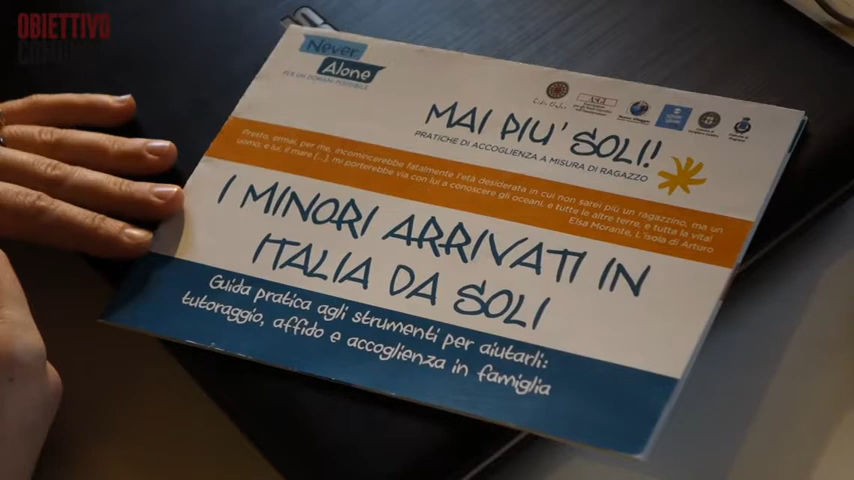 OBIETTIVO
COMUNE
Never
Alone
PER UN DOMANI POSSIBILE
ASGI
MAI PIU' SOLI!
PRATICHE DI ACCOGLIENZA A MISURA DI RAGAZZO
Presto, ormai, per me, incomincerebbe fatalmente l'età desiderata in cui non sarei più un ragazzino, ma un
uomo, e lui, il mare [...], mi porterebbe via con lui a conoscere gli oceani, e tutte le altre terre, e tutta la vita!
Elsa Morante, L'isola di Arturo
I MINORI ARRIVATI IN
ITALIA DA SOLI
Guida pratica agli strumenti per aiutarli:
tutoraggio, affido e accoglienza in famiglia